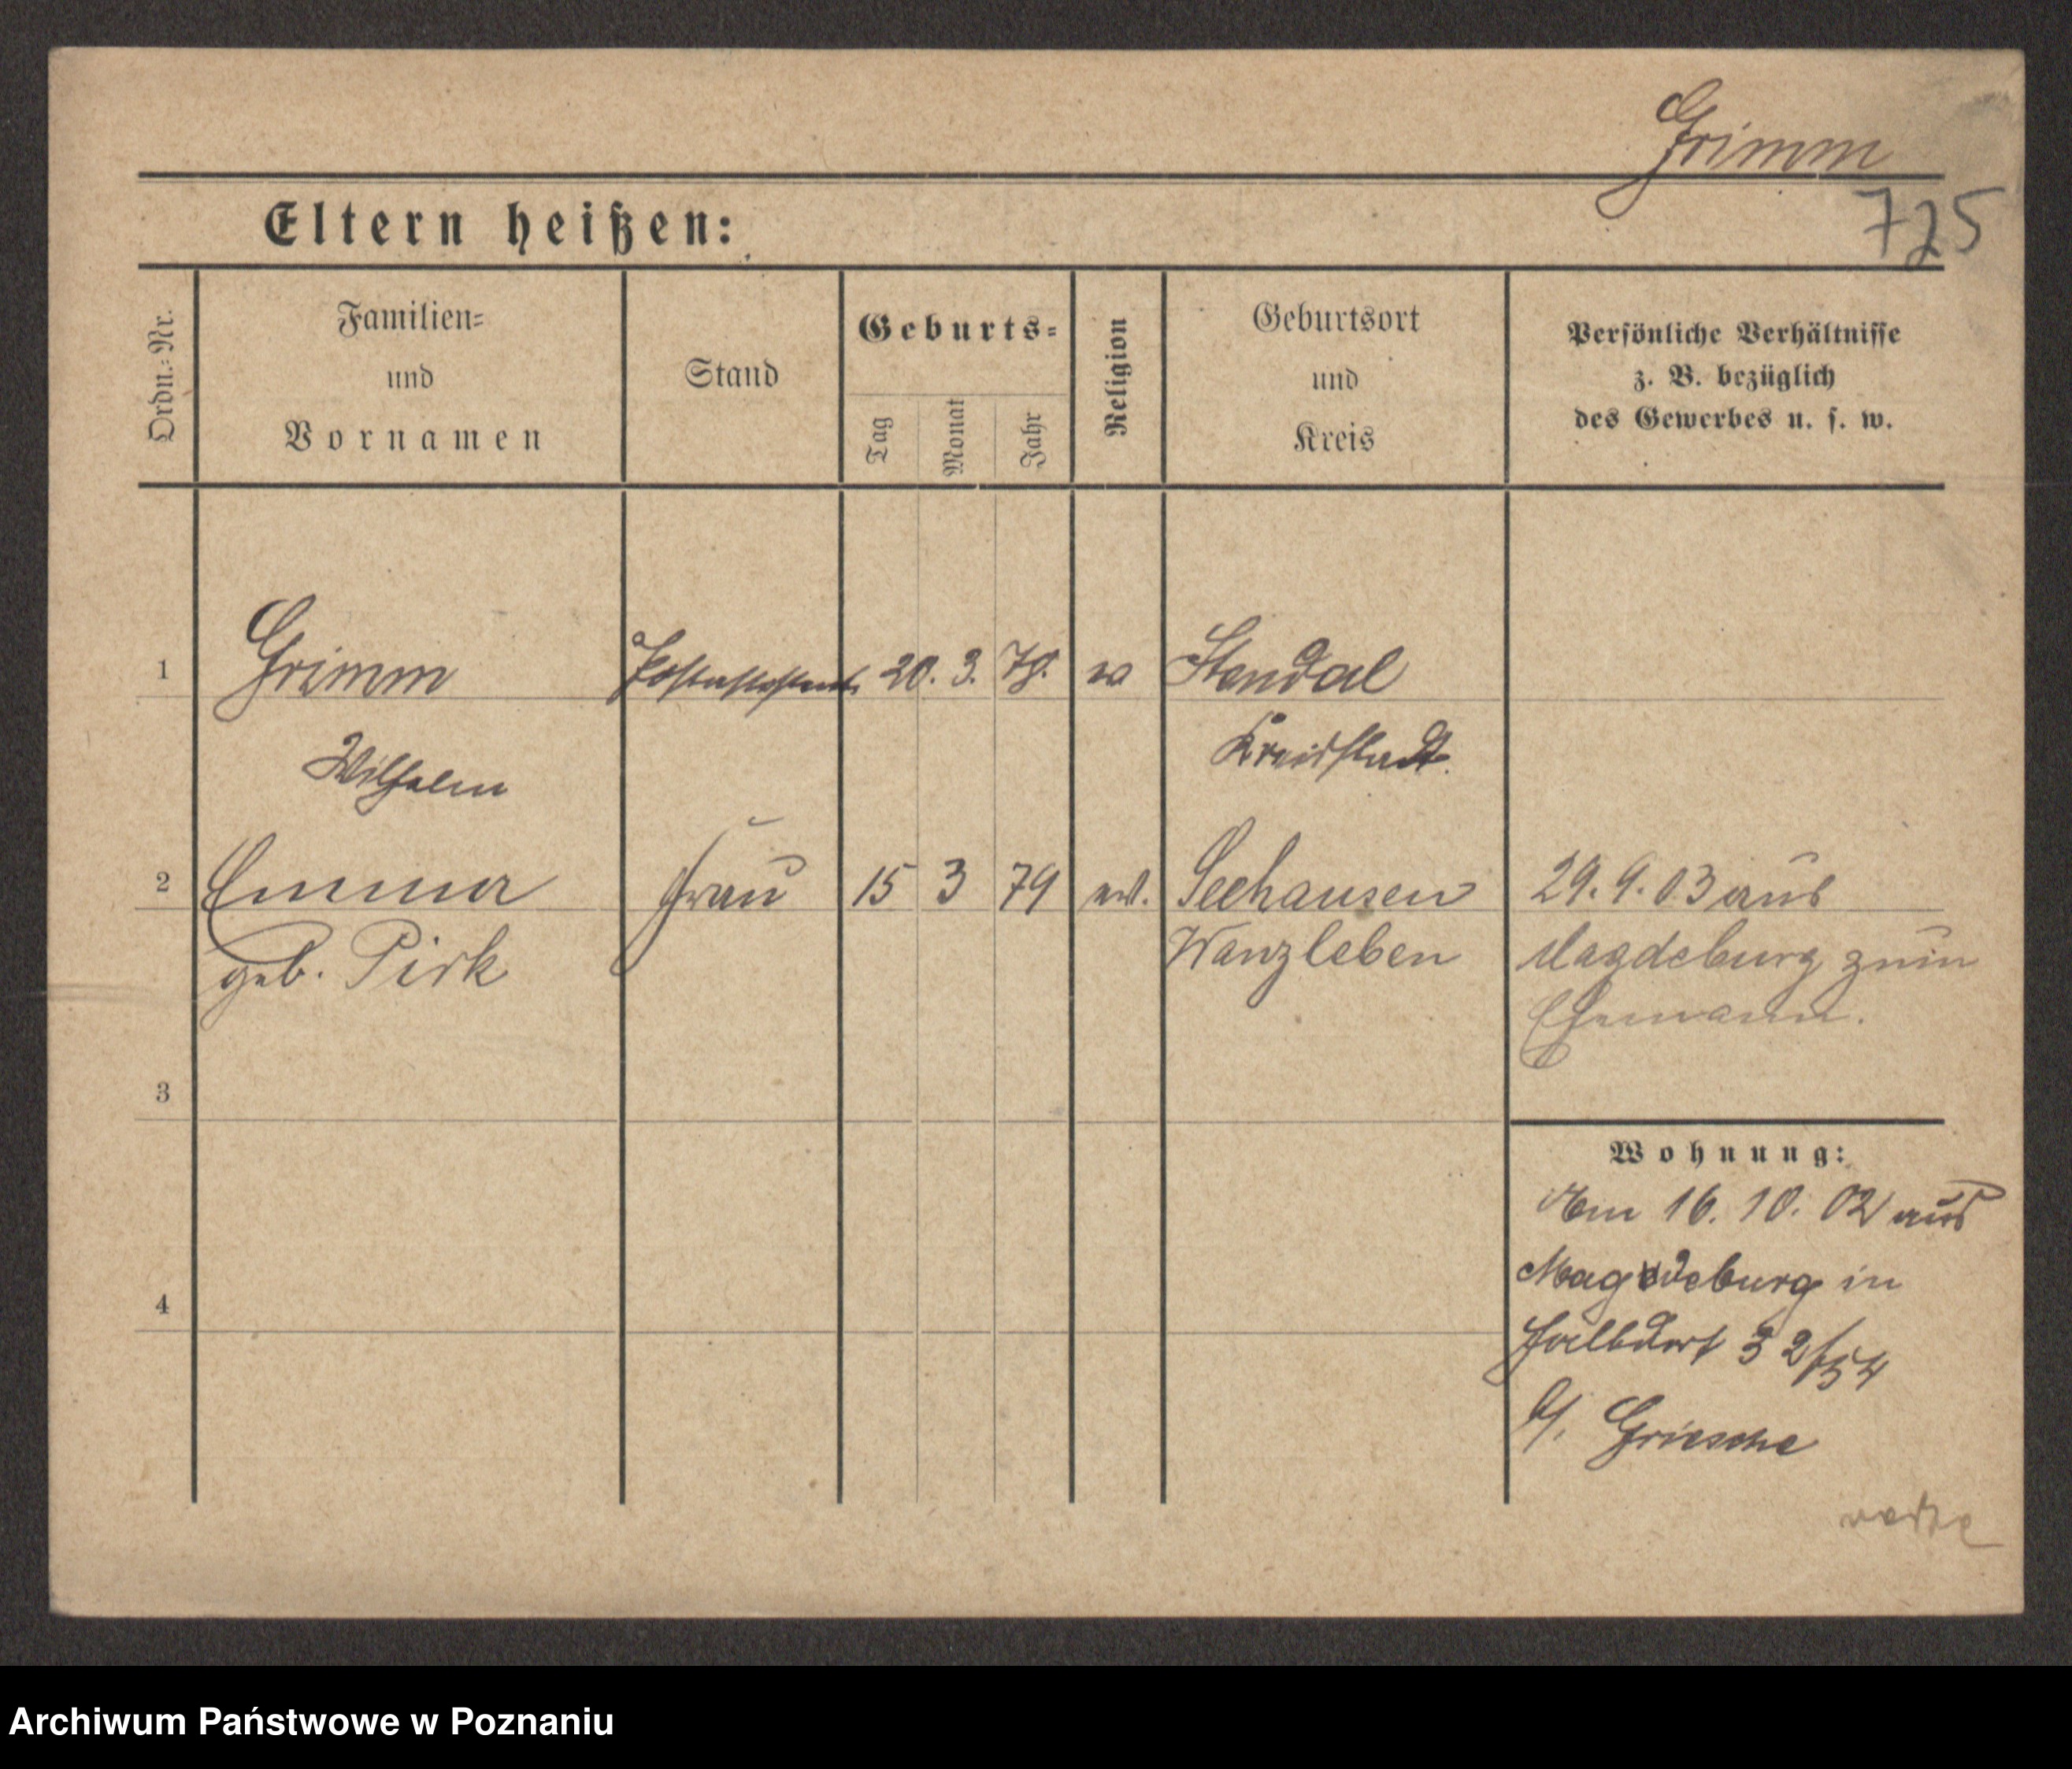 Grimm
725
Eltern heißen:
Ordn.-Nr.
Familien-
und
Vornamen
Stand
Geburts-
Tag
Monat
Jahr
Religion
Geburtsort
und
Kreis
Persönliche Verhältnisse
z. B. bezüglich
des Gewerbes u. s. w.
1 Grimm 20. 3. Stendal
Wilhelm Kreisstadt.
2 Emma Frau 15 3 79 Seehausen 29. 9. 03 aus
geb. Pirk Wanzleben Magdeburg zum
Ehemann.
3
Wohnung:
Am 16. 10. 02 aus
Magdeburg in
4
b/. Griesche
Archiwum Państwowe w Poznaniu